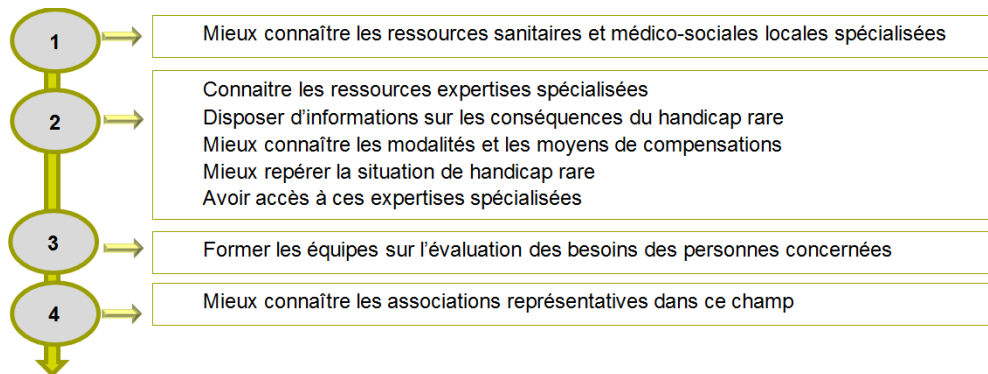 1
Mieux connaître les ressources sanitaires et médico-sociales locales spécialisées
2
Connaitre les ressources expertises spécialisées
Disposer d'informations sur les conséquences du handicap rare
Mieux connaître les modalités et les moyens de compensations
Mieux repérer la situation de handicap rare
Avoir accès à ces expertises spécialisées
3
Former les équipes sur l'évaluation des besoins des personnes concernées
4
Mieux connaître les associations représentatives dans ce champ